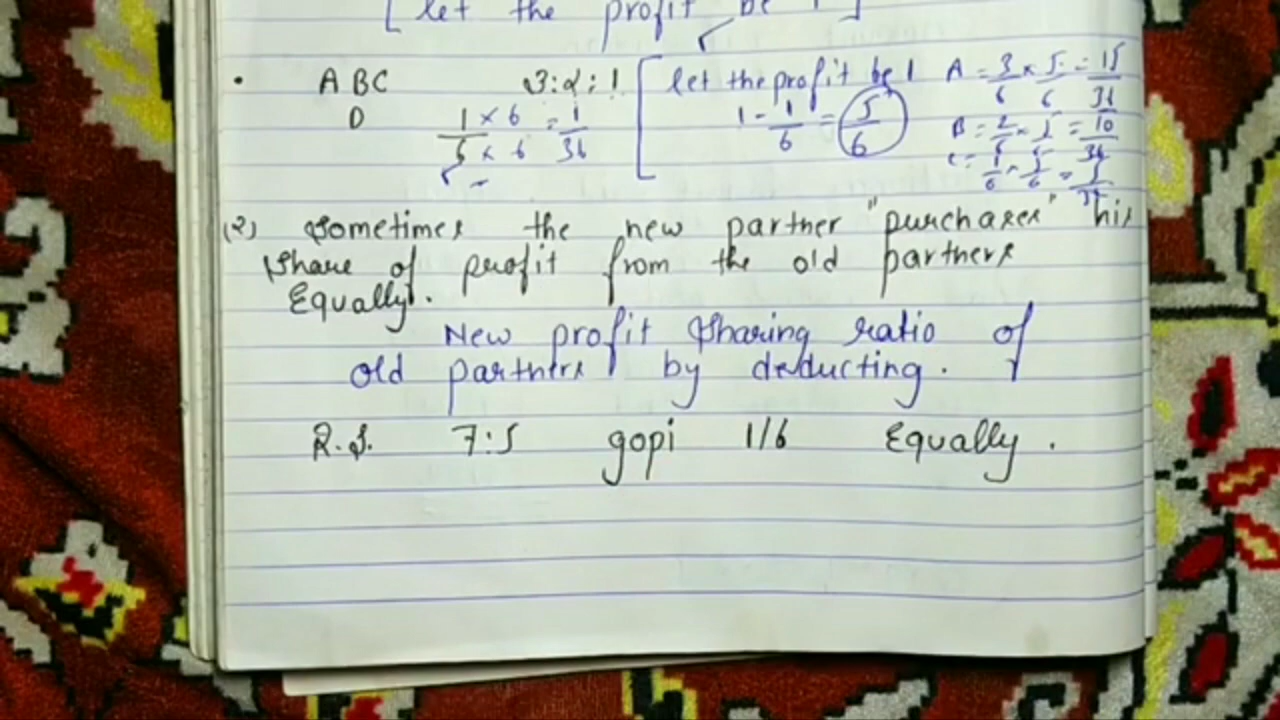 [ let the profit be 1 ]
• A B C 3:2:1 [ let the profit be 1 A = 3/6 × 5/6 = 15/36
D 1/6 × 6/6 = 1/36 1 - 1/6 = 5/6 B = 2/6 × 5/6 = 10/36
C = 1/6 × 5/6 = 5/36
(2) Sometimes the new partner "purchases" his
share of profit from the old partners
Equally.
New profit sharing ratio of
old partners by deducting.
R.S. 7:5 gopi 1/6 Equally.